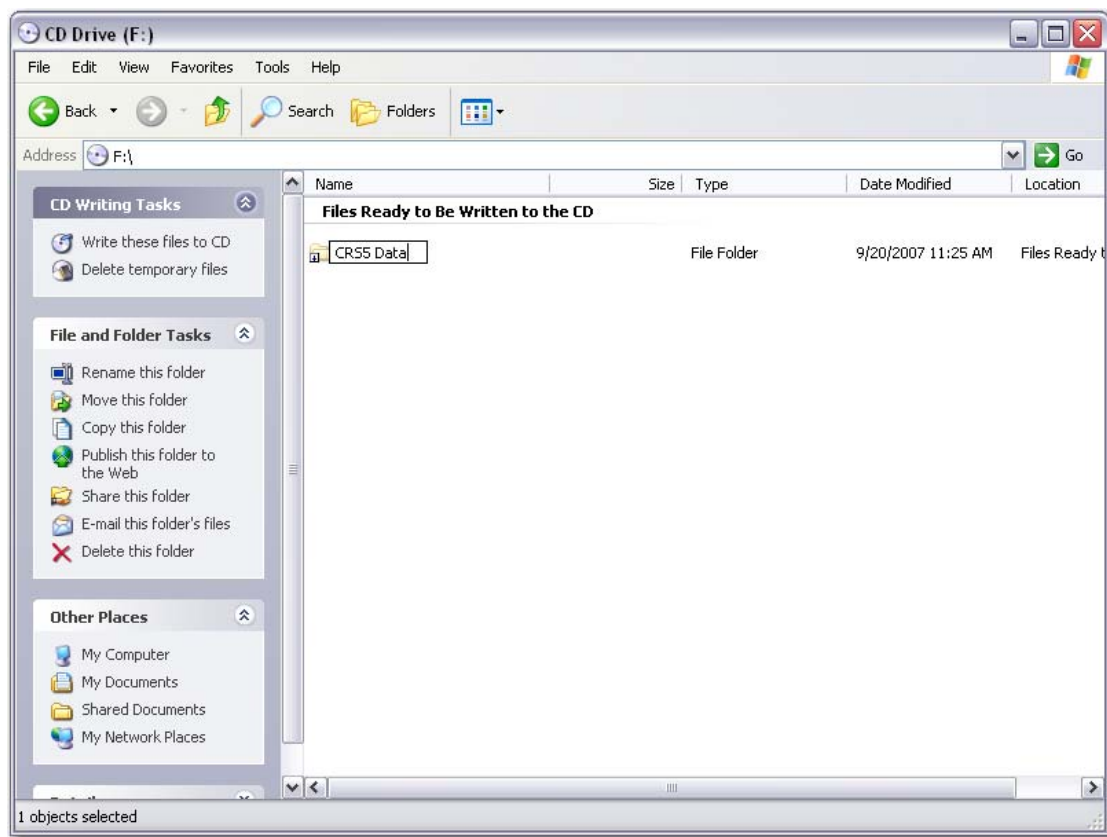 CD Drive (F:)
File Edit View Favorites Tools Help
Back Search Folders
Address F:\ Go
CD Writing Tasks
Write these files to CD
Delete temporary files
File and Folder Tasks
Rename this folder
Move this folder
Copy this folder
Publish this folder to
the Web
Share this folder
E-mail this folder's files
Delete this folder
Other Places
My Computer
My Documents
Shared Documents
My Network Places
Name Size Type Date Modified Location
Files Ready to Be Written to the CD
CRS5 Data File Folder 9/20/2007 11:25 AM Files Ready t
1 objects selected